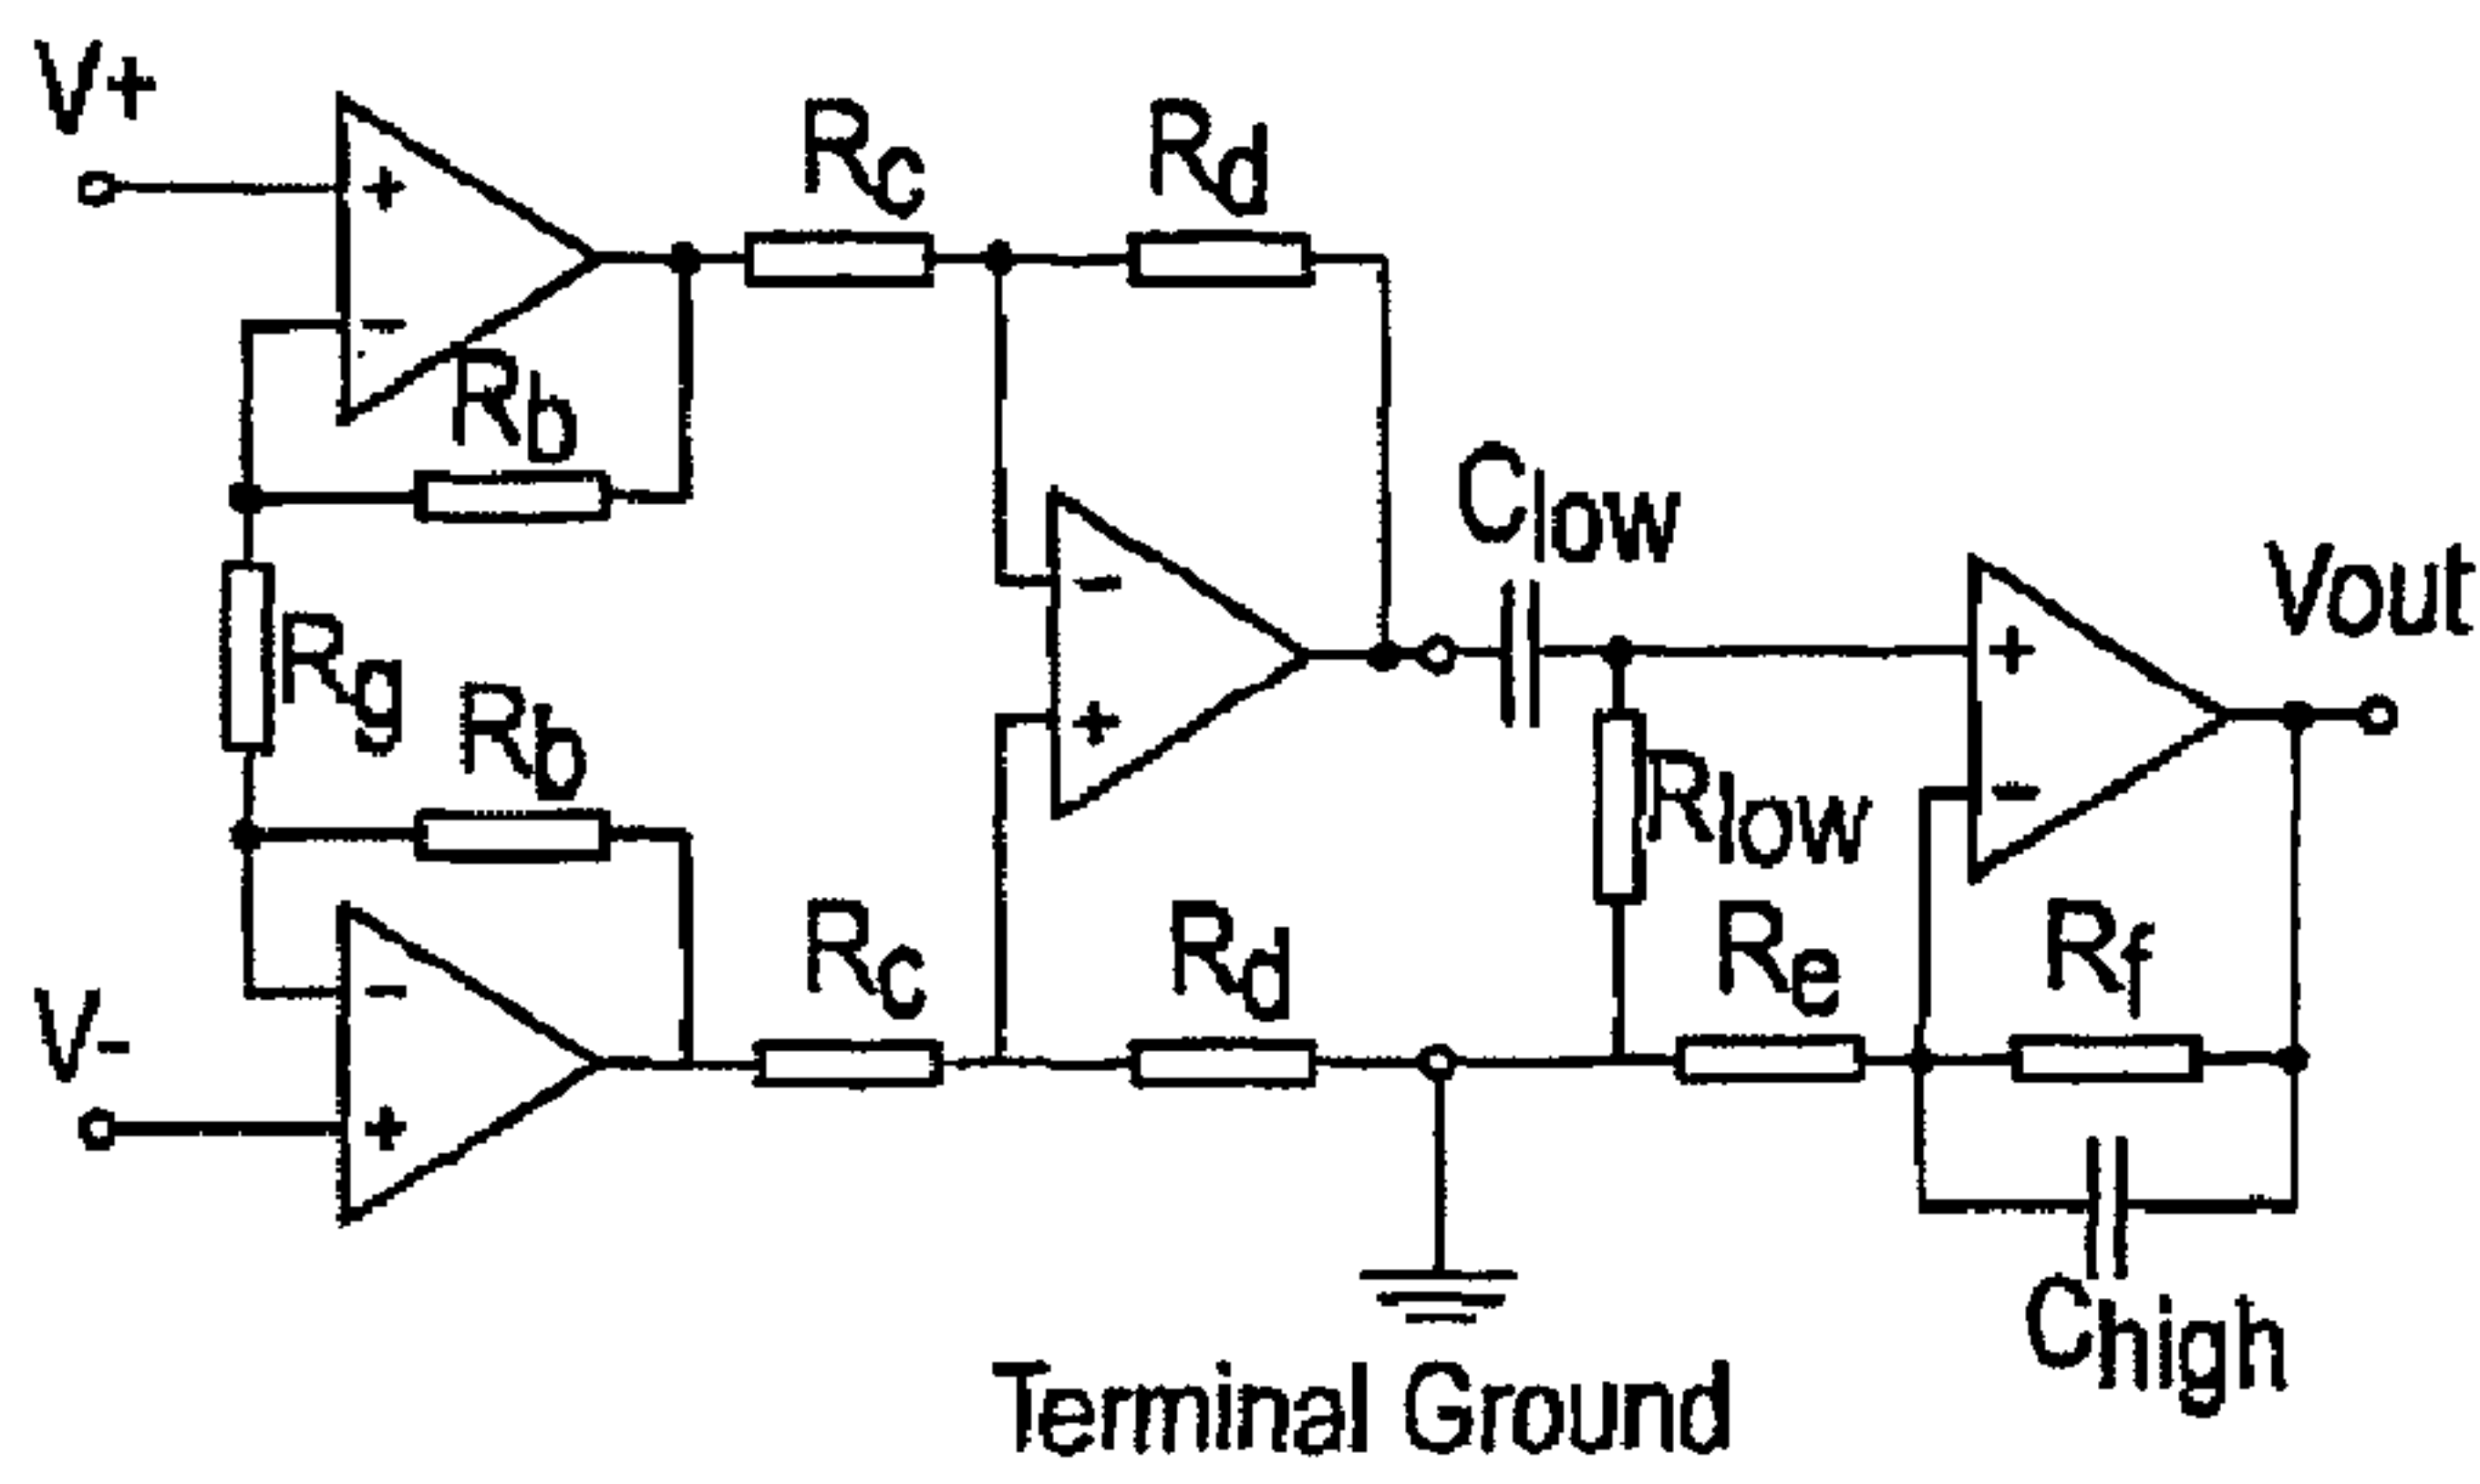 V+
Rc
Rd
+
−
Rb
Clow
Vout
Rg
−
+
Rb
+
Rlow
−
Rc
Rd
Re
Rf
V-
−
+
Chigh
Terminal Ground